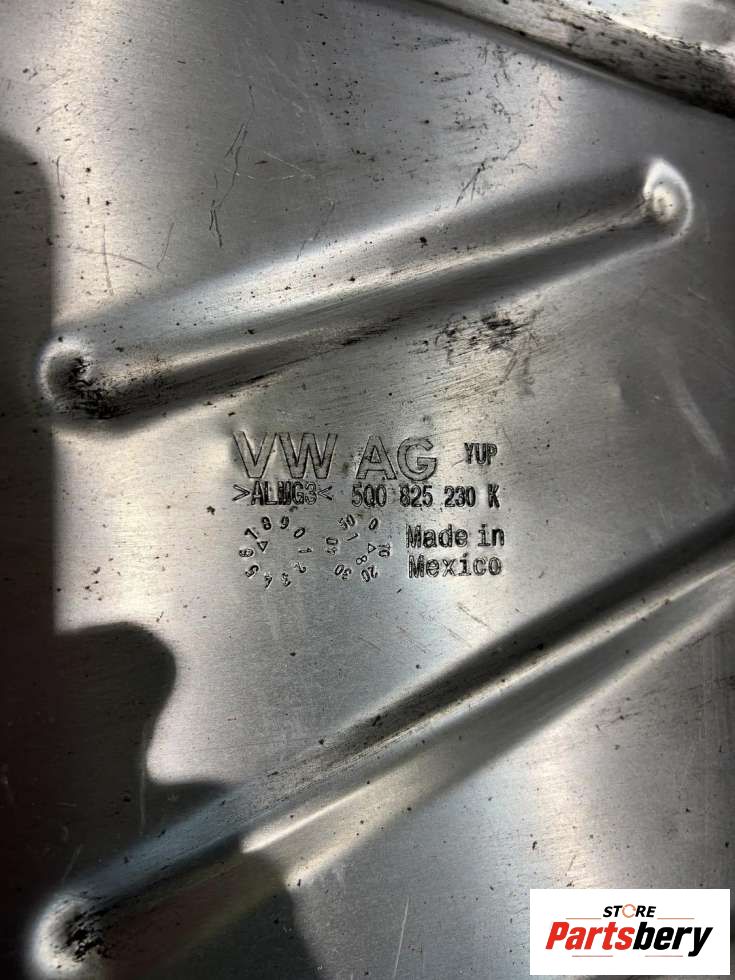 VW AG YUP
>ALMG3< 5Q0 825 230 K
Made in
Mexico
STORE
Partsbery